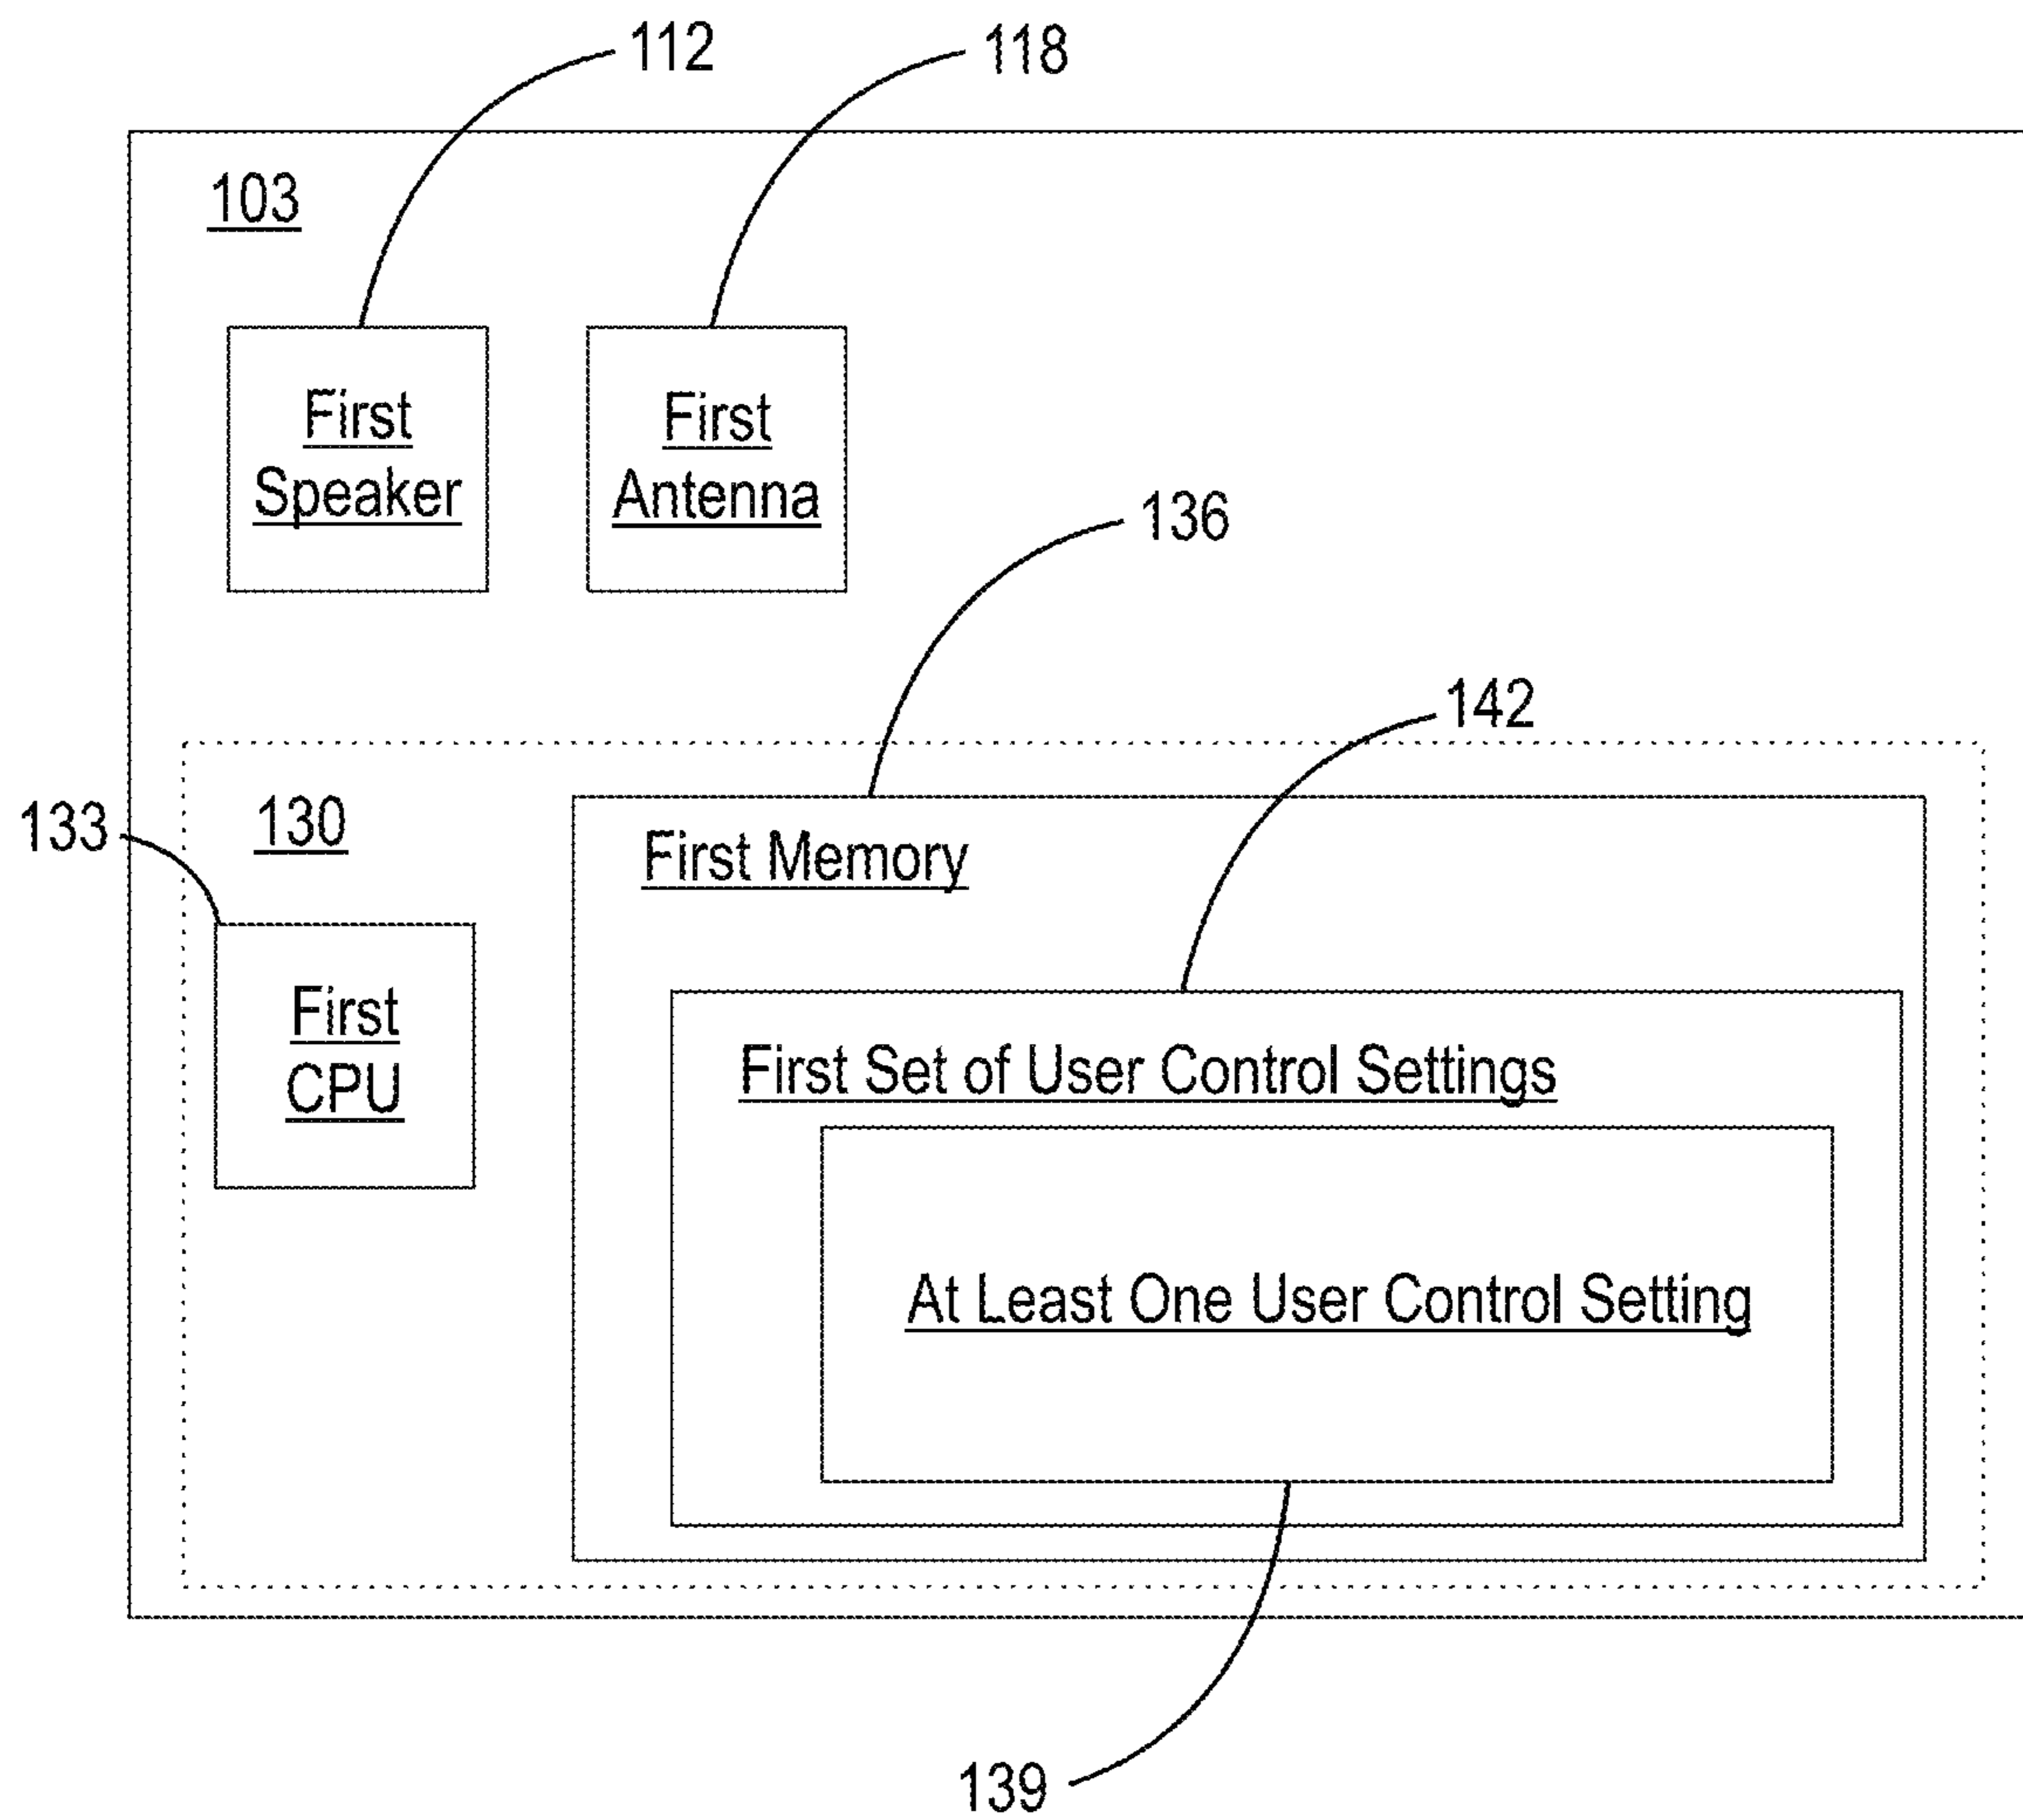 112
118
103
First
Speaker
First
Antenna
136
142
133
130
First Memory
First
CPU
First Set of User Control Settings
At Least One User Control Setting
139